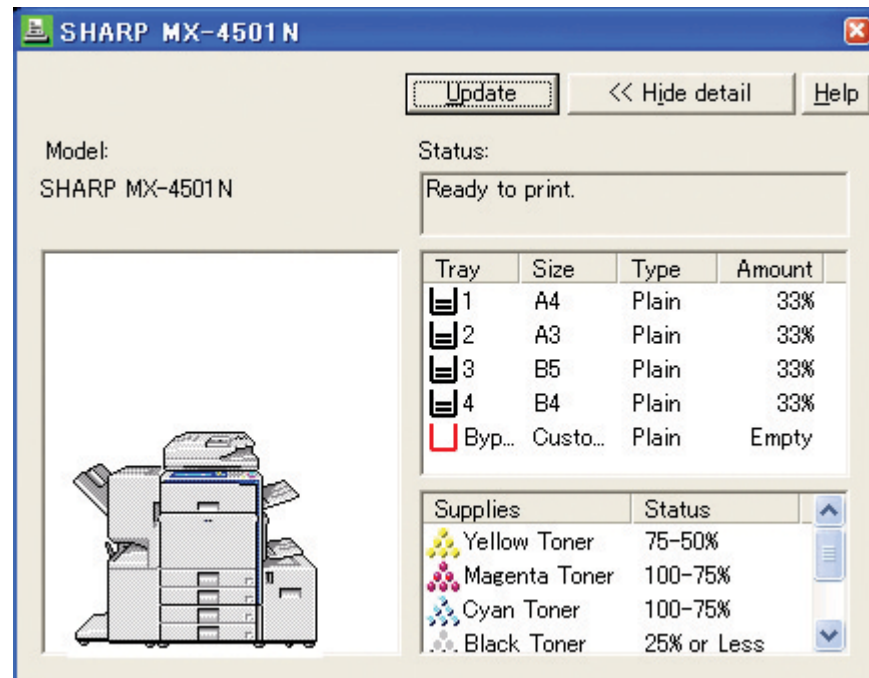 SHARP MX-4501N
Update
<< Hide detail
Help
Model:
SHARP MX-4501N
Status:
Ready to print.
Tray Size Type Amount
1 A4 Plain 33%
2 A3 Plain 33%
3 B5 Plain 33%
4 B4 Plain 33%
Byp... Custo... Plain Empty
Supplies Status
Yellow Toner 75-50%
Magenta Toner 100-75%
Cyan Toner 100-75%
Black Toner 25% or Less